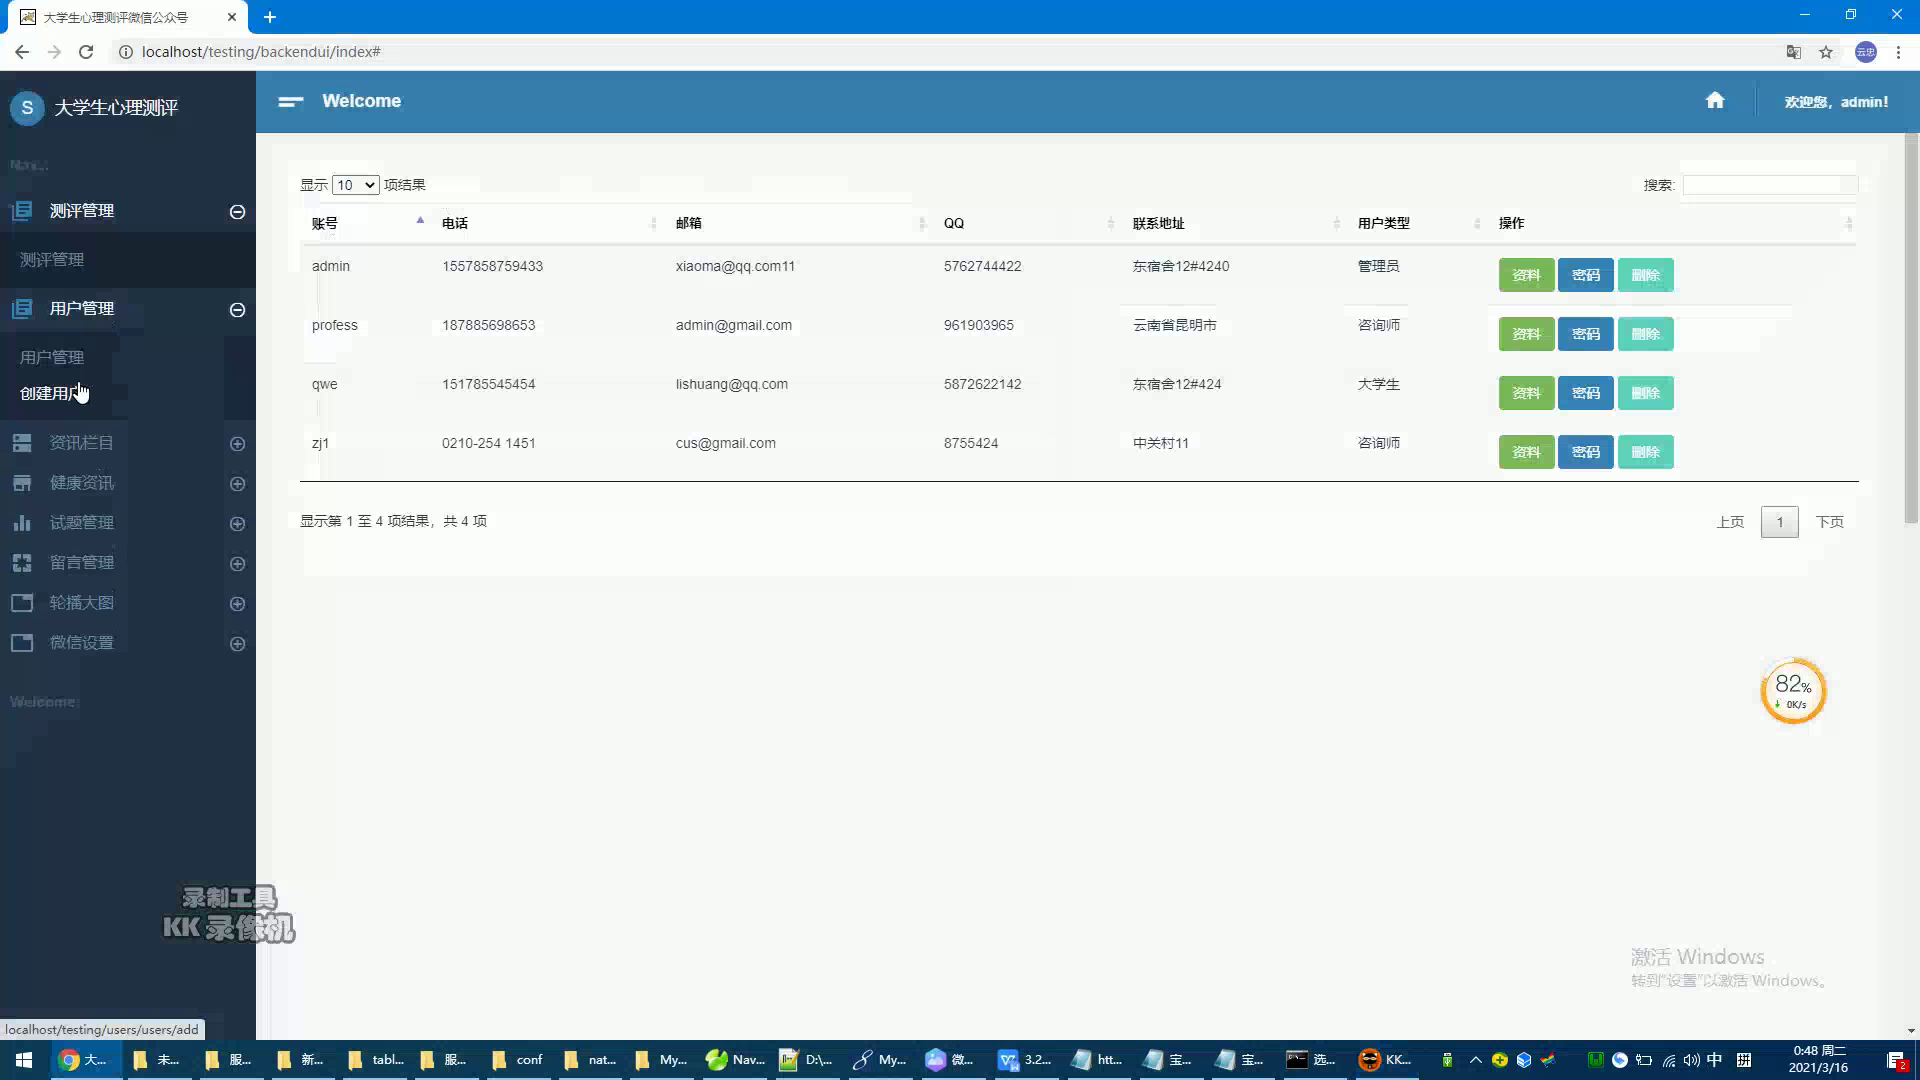 大学生心理测评微信公众号
localhost/testing/backendui/index#
云忠
S 大学生心理测评
Welcome
欢迎您，admin!
测评管理
测评管理
用户管理
用户管理
创建用户
资讯栏目
健康资讯
试题管理
留言管理
轮播大图
微信设置
Welcome
显示 10 项结果
搜索:
账号 电话 邮箱 QQ 联系地址 用户类型 操作
admin 1557858759433 xiaoma@qq.com11 5762744422 东宿舍12#4240 管理员 资料 密码 删除
profess 187885698653 admin@gmail.com 961903965 云南省昆明市 咨询师 资料 密码 删除
qwe 151785545454 lishuang@qq.com 5872622142 东宿舍12#424 大学生 资料 密码 删除
zj1 0210-254 1451 cus@gmail.com 8755424 中关村11 咨询师 资料 密码 删除
显示第 1 至 4 项结果，共 4 项
上页 1 下页
82%
0K/s
录制工具
KK 录像机
激活 Windows
转到"设置"以激活 Windows。
localhost/testing/users/users/add
大... 未... 服... 新... tabl... 服... conf nat... My... Nav... D:\... My... 微... 3.2... htt... 宝... 宝... 选... KK... 中 拼
0:48 周二
2021/3/16
2